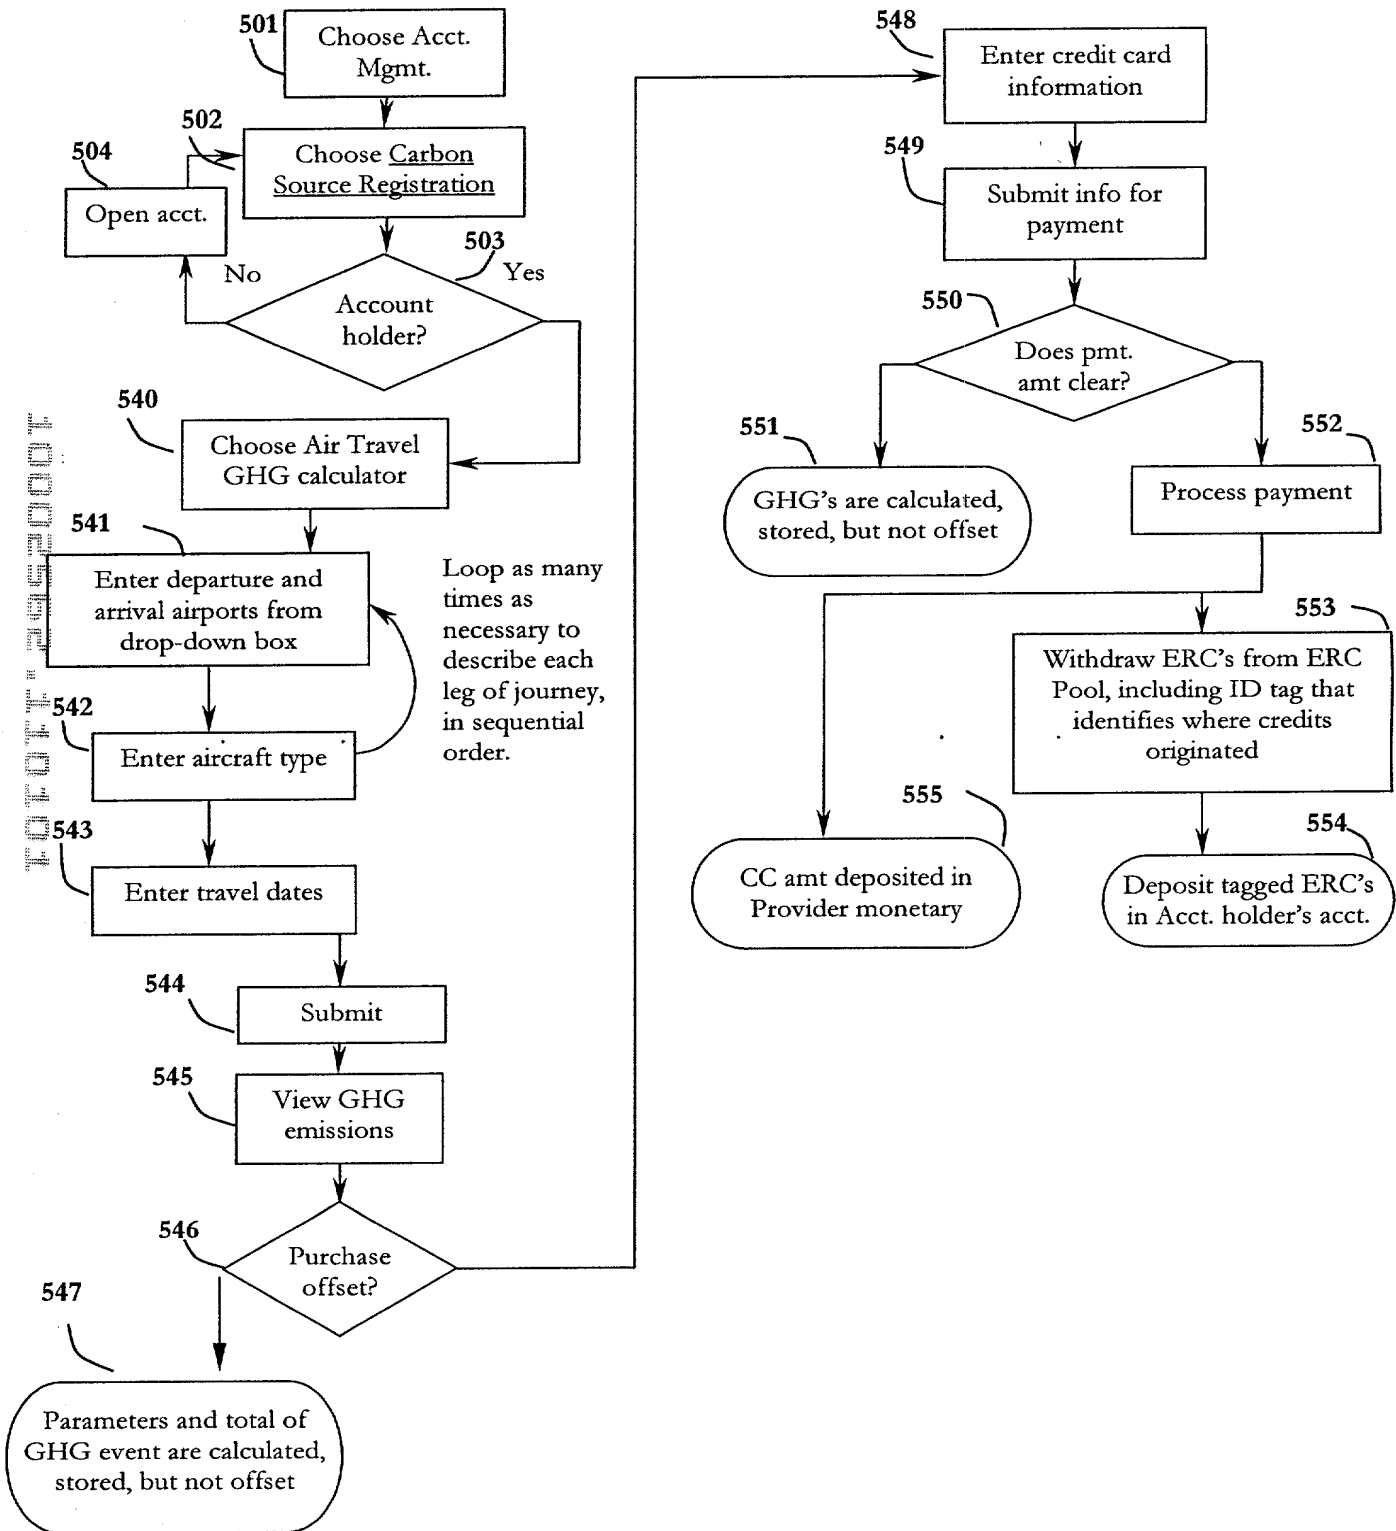 501
Choose Acct.
Mgmt.
502
Choose Carbon
Source Registration
504
Open acct.
503
No
Yes
Account
holder?
540
Choose Air Travel
GHG calculator
541
Enter departure and
arrival airports from
drop-down box
Loop as many
times as
necessary to
describe each
leg of journey,
in sequential
order.
542
Enter aircraft type
543
Enter travel dates
544
Submit
545
View GHG
emissions
546
Purchase
offset?
547
Parameters and total of
GHG event are calculated,
stored, but not offset
548
Enter credit card
information
549
Submit info for
payment
550
Does pmt.
amt clear?
551
GHG's are calculated,
stored, but not offset
552
Process payment
553
Withdraw ERC's from ERC
Pool, including ID tag that
identifies where credits
originated
554
Deposit tagged ERC's
in Acct. holder's acct.
555
CC amt deposited in
Provider monetary